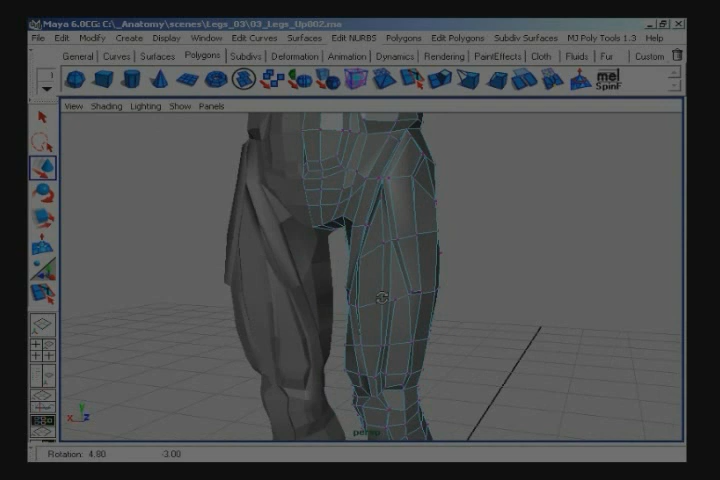 Maya 6.0CG: C:\_Anatomy\scenes\Legs_03\03_Legs_Up002.ma
File Edit Modify Create Display Window Edit Curves Surfaces Edit NURBS Polygons Edit Polygons Subdiv Surfaces MJ Poly Tools 1.3 Help
General Curves Surfaces Polygons Subdivs Deformation Animation Dynamics Rendering PaintEffects Cloth Fluids Fur Custom
mel
SpinF
View Shading Lighting Show Panels
y
x z
persp
Rotation: 4.80 -3.00